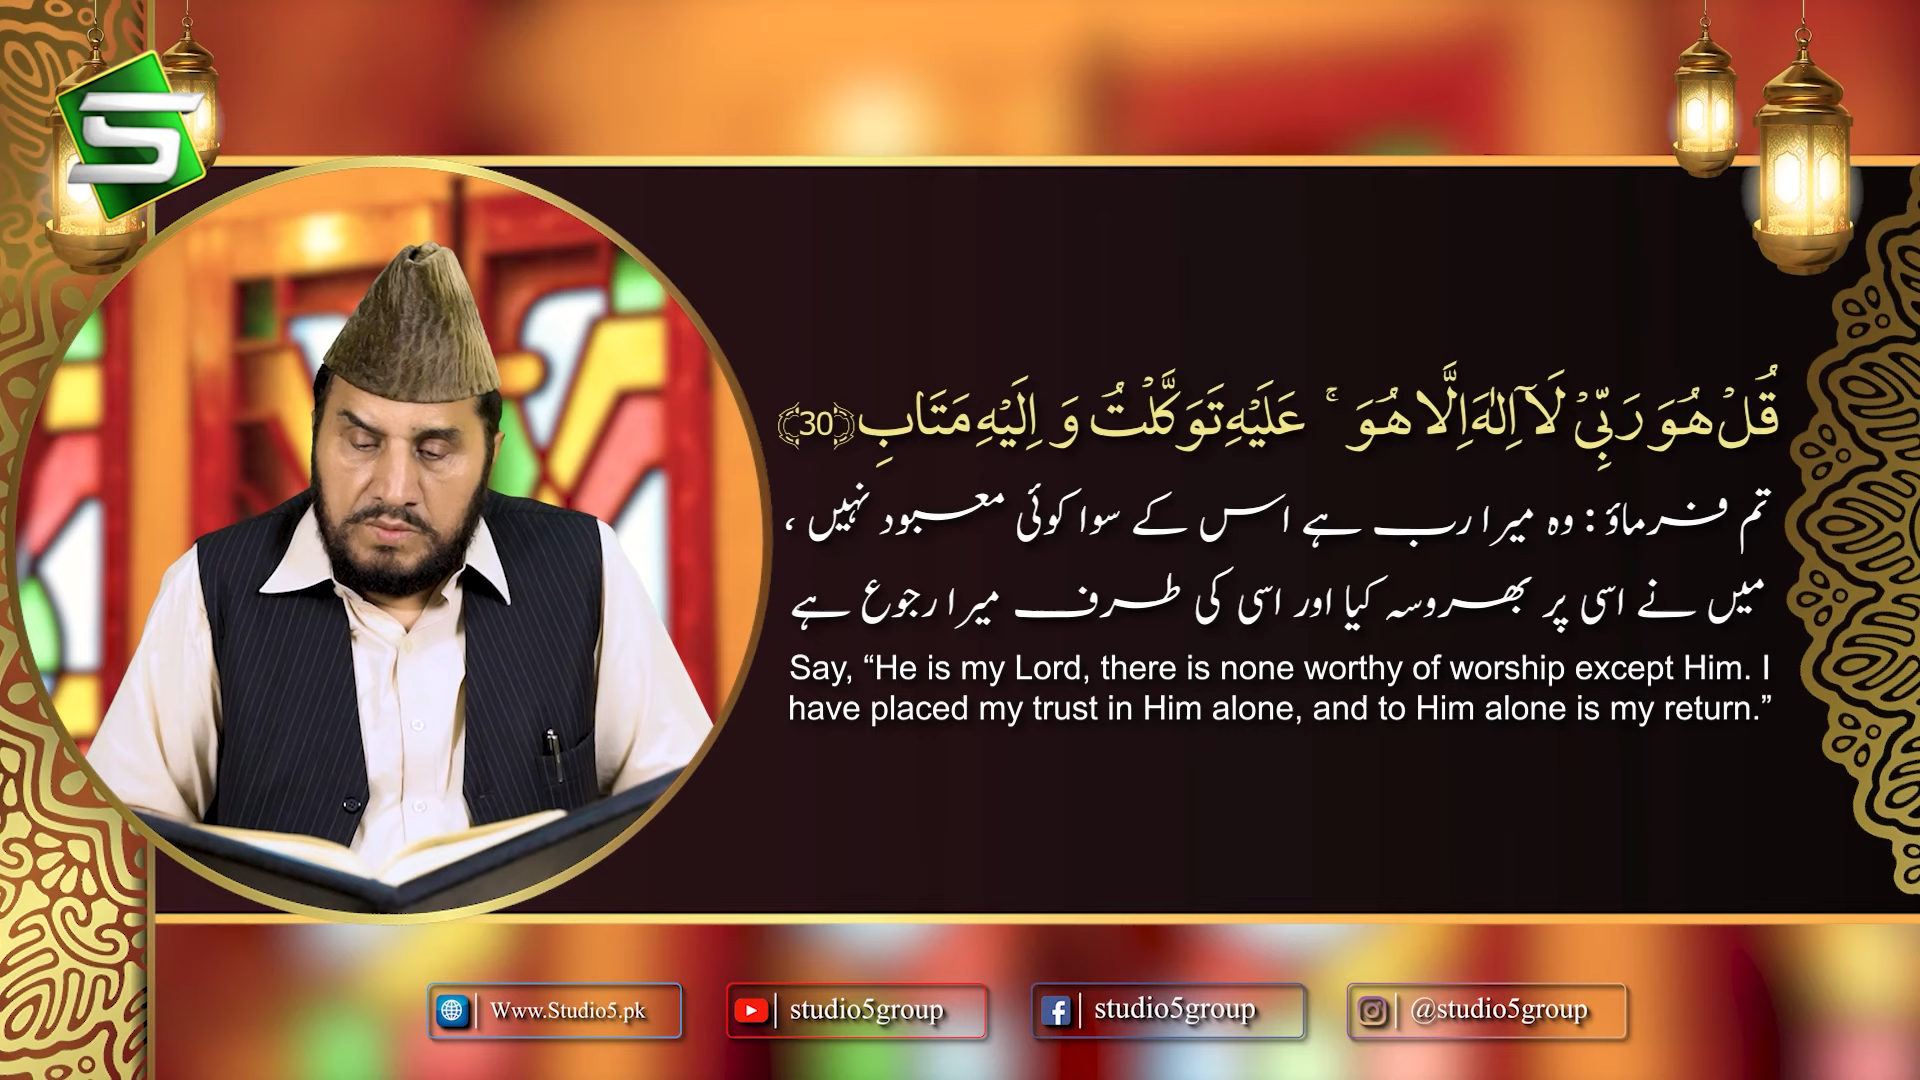 S
قُلْ هُوَ رَبِّیْ لَاۤ اِلٰهَ اِلَّا هُوَ ۚ عَلَیْهِ تَوَكَّلْتُ وَ اِلَیْهِ مَتَابِ ﴿30﴾
تم فرماؤ : وہ میرا رب ہے اس کے سوا کوئی معبود نہیں ،
میں نے اسی پر بھروسہ کیا اور اسی کی طرف میرا رجوع ہے
Say, “He is my Lord, there is none worthy of worship except Him. I
have placed my trust in Him alone, and to Him alone is my return.”
Www.Studio5.pk
studio5group
studio5group
@studio5group